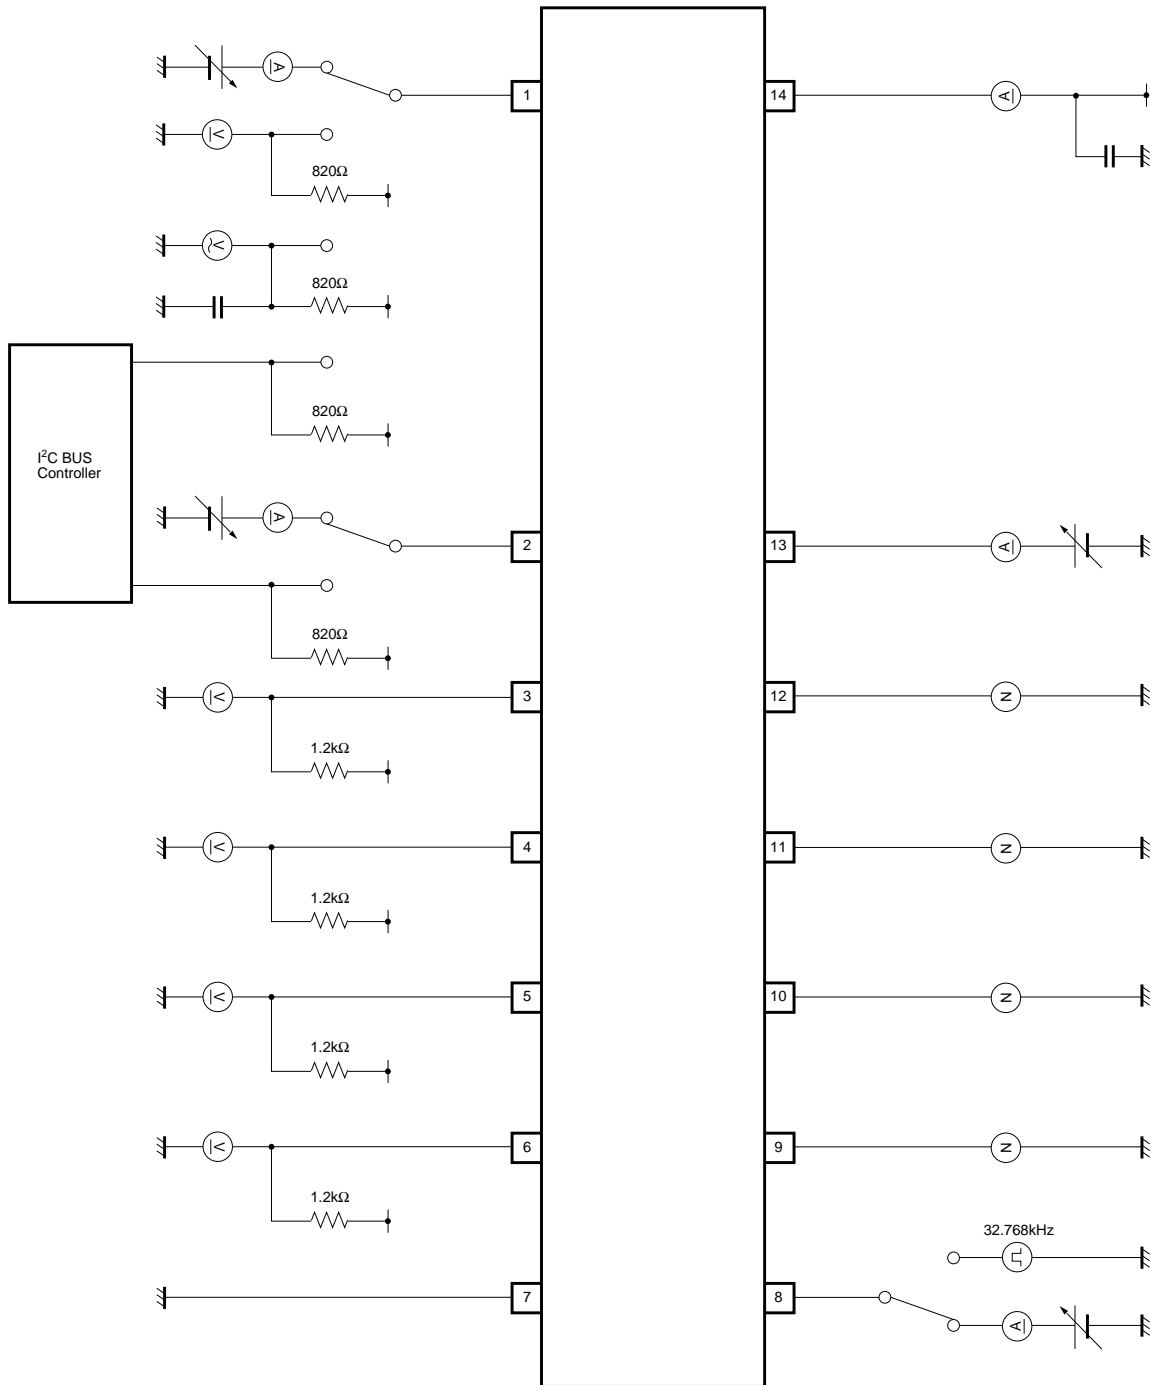 A
1
14
A
V
820Ω
V
820Ω
820Ω
I²C BUS
Controller
A
2
13
A
820Ω
V
3
12
N
1.2kΩ
V
4
11
N
1.2kΩ
V
5
10
N
1.2kΩ
V
6
9
N
1.2kΩ
32.768kHz
7
8
A